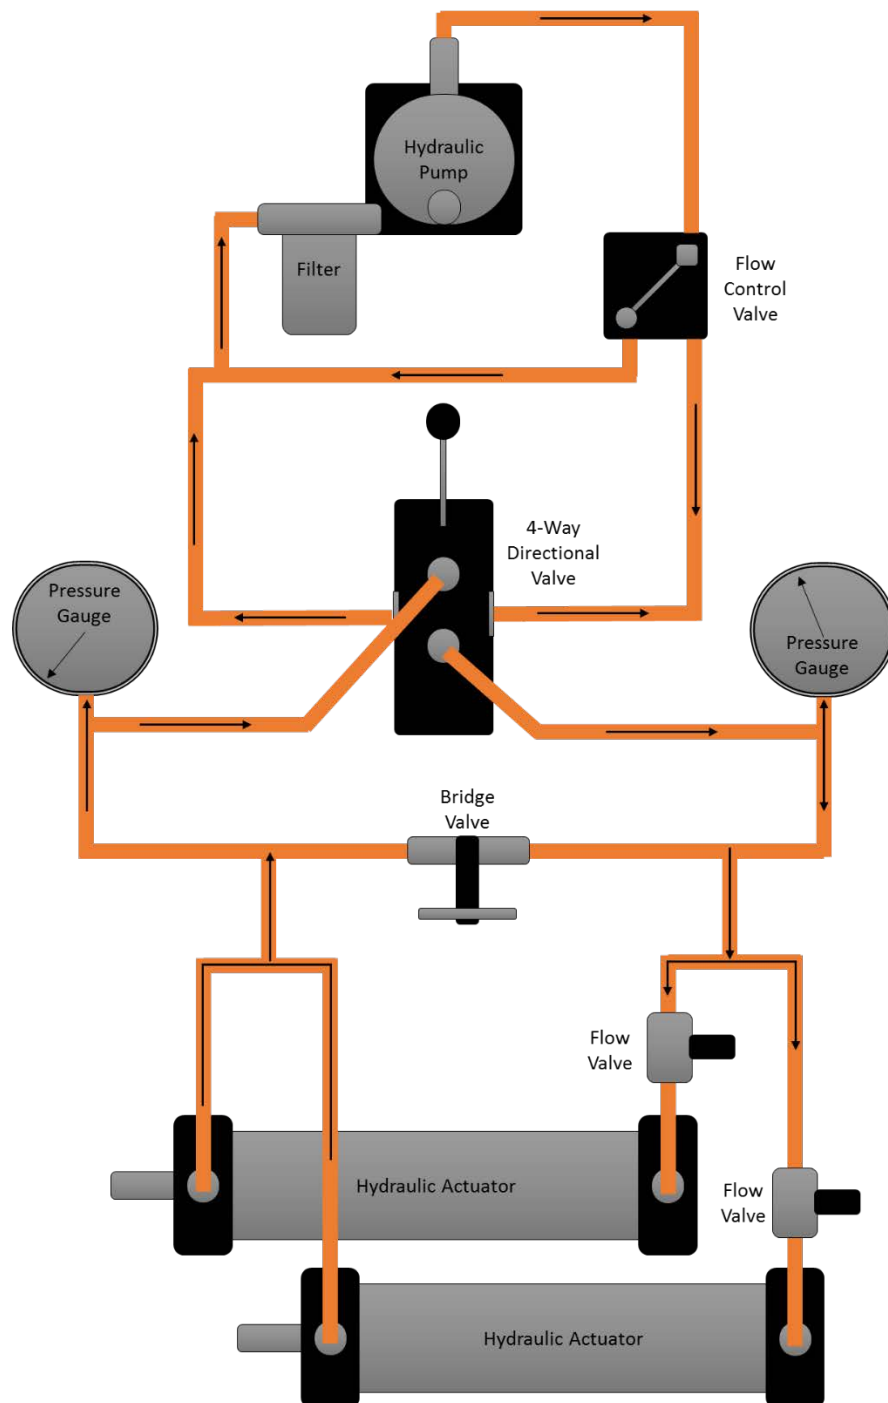 Hydraulic
Pump
Filter
Flow
Control
Valve
4-Way
Directional
Valve
Pressure
Gauge
Pressure
Gauge
Bridge
Valve
Flow
Valve
Hydraulic Actuator
Flow
Valve
Hydraulic Actuator